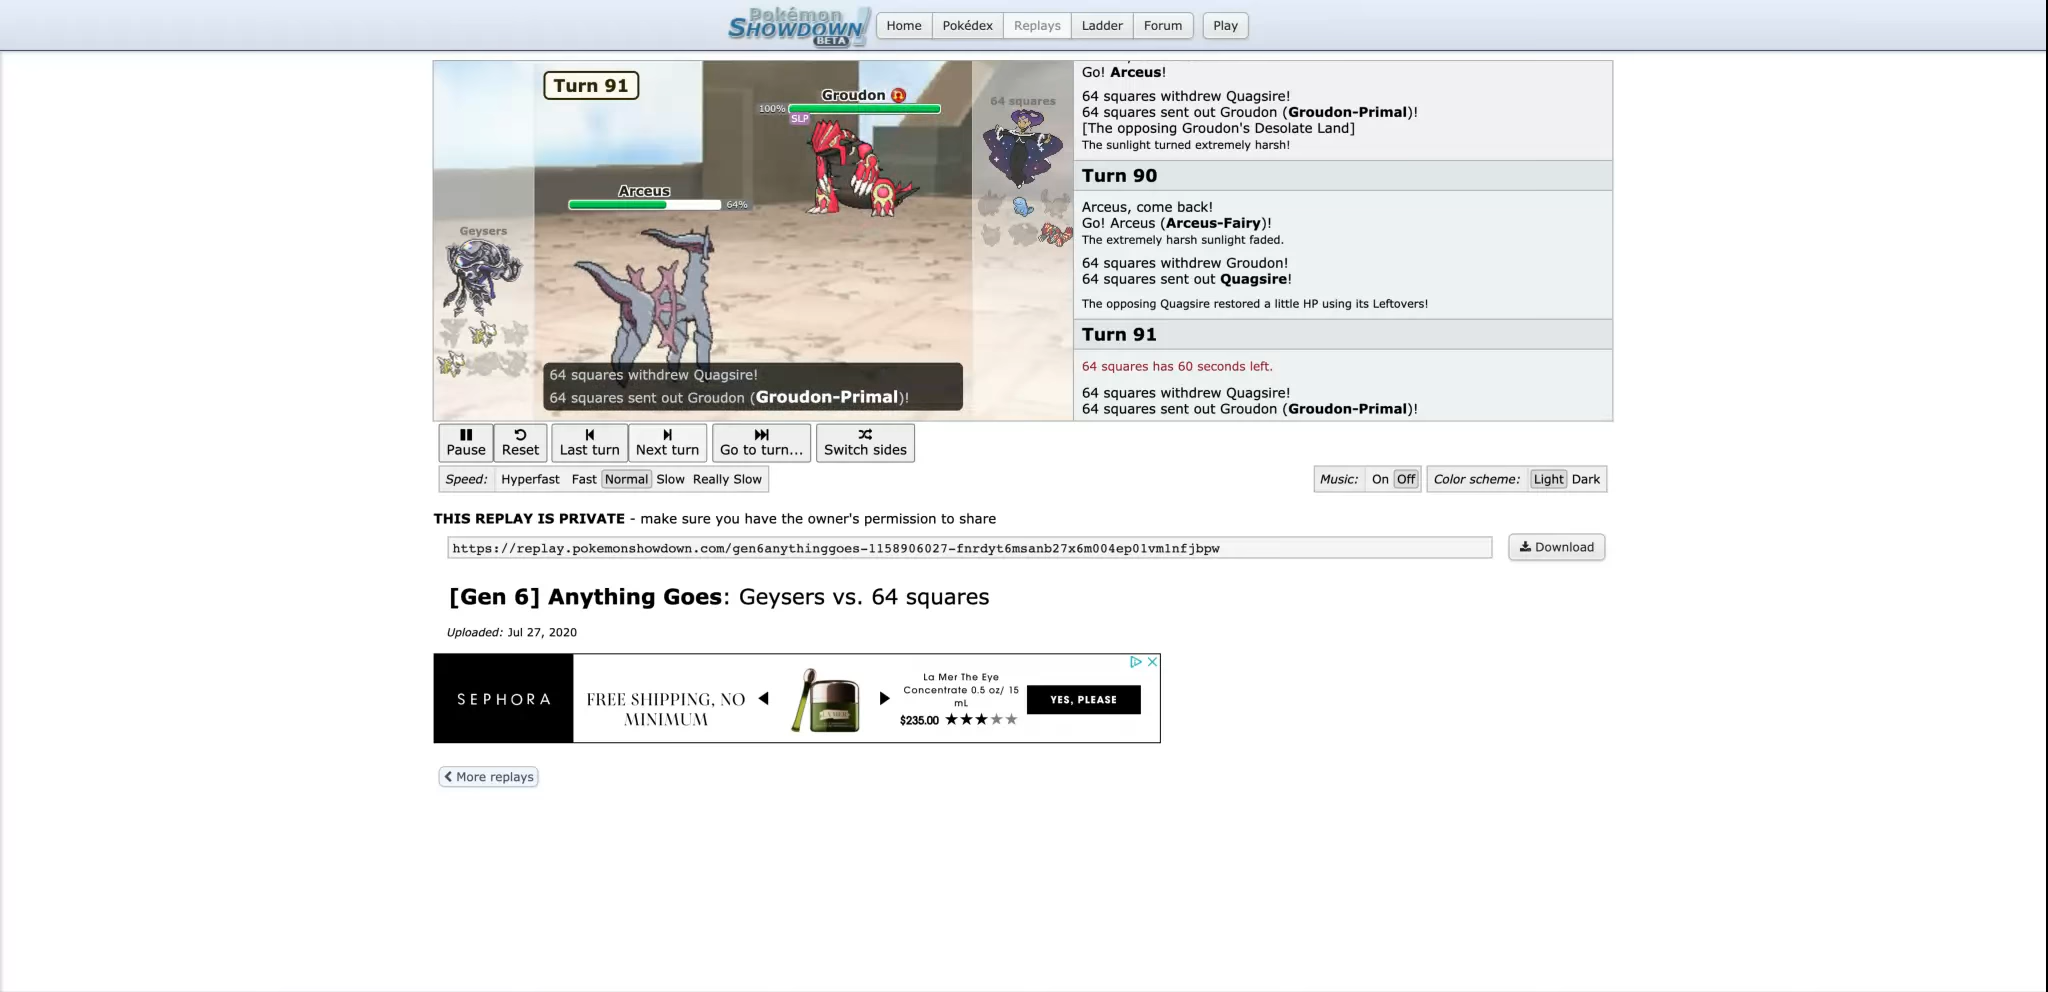 Pokémon
SHOWDOWN!
BETA
Home
Pokédex
Replays
Ladder
Forum
Play
Turn 91
Groudon
100%
SLP
Arceus
64%
Geysers
64 squares
64 squares withdrew Quagsire!
64 squares sent out Groudon (Groudon-Primal)!
Go! Arceus!
64 squares withdrew Quagsire!
64 squares sent out Groudon (Groudon-Primal)!
[The opposing Groudon's Desolate Land]
The sunlight turned extremely harsh!
Turn 90
Arceus, come back!
Go! Arceus (Arceus-Fairy)!
The extremely harsh sunlight faded.
64 squares withdrew Groudon!
64 squares sent out Quagsire!
The opposing Quagsire restored a little HP using its Leftovers!
Turn 91
64 squares has 60 seconds left.
64 squares withdrew Quagsire!
64 squares sent out Groudon (Groudon-Primal)!
Pause
Reset
Last turn
Next turn
Go to turn...
Switch sides
Speed: Hyperfast Fast Normal Slow Really Slow
Music: On Off
Color scheme: Light Dark
THIS REPLAY IS PRIVATE - make sure you have the owner's permission to share
https://replay.pokemonshowdown.com/gen6anythinggoes-1158906027-fnrdyt6msanb27x6m004ep01vm1nfjbpw
Download
[Gen 6] Anything Goes: Geysers vs. 64 squares
Uploaded: Jul 27, 2020
SEPHORA
FREE SHIPPING, NO
MINIMUM
LA MER
La Mer The Eye
Concentrate 0.5 oz/ 15
mL
$235.00
YES, PLEASE
More replays